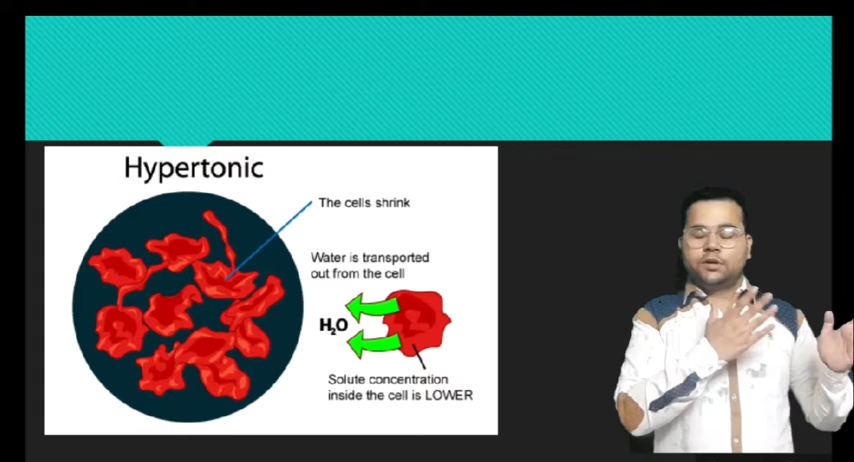 Hypertonic
The cells shrink
Water is transported
out from the cell
H₂O
Solute concentration
inside the cell is LOWER